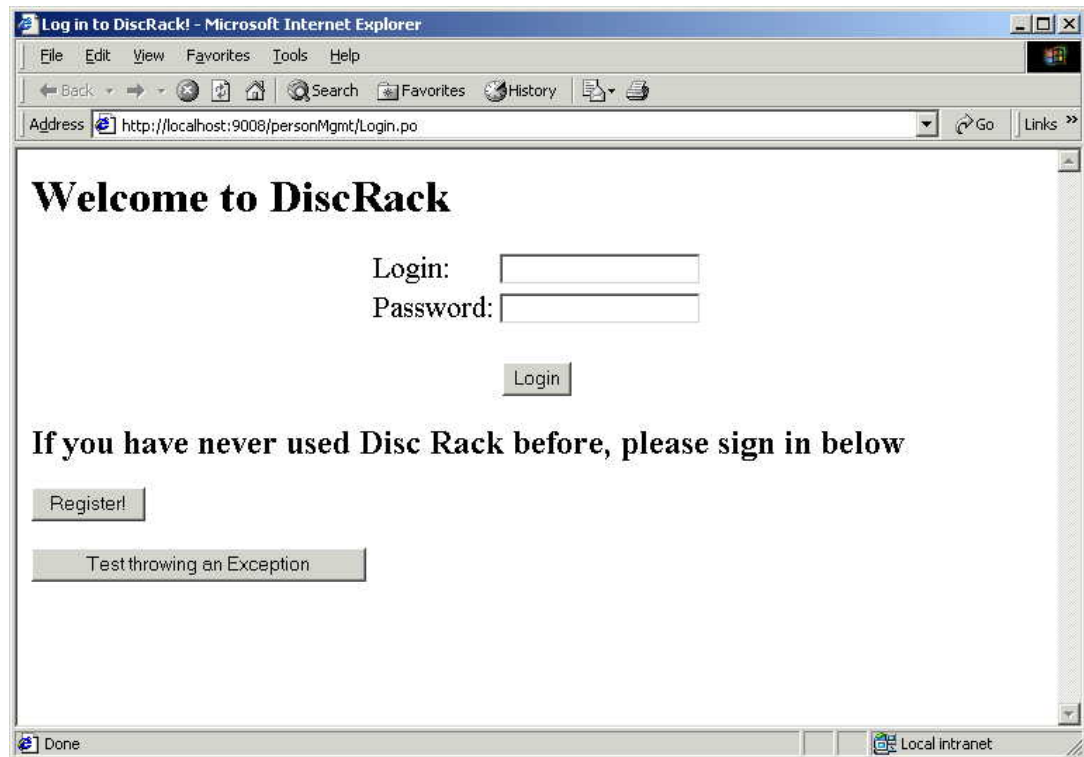 Log in to DiscRack! - Microsoft Internet Explorer
File Edit View Favorites Tools Help
Back Search Favorites History
Address http://localhost:9008/personMgmt/Login.po Go Links »
Welcome to DiscRack
Login:
Password:
Login
If you have never used Disc Rack before, please sign in below
Register!
Test throwing an Exception
Done Local intranet